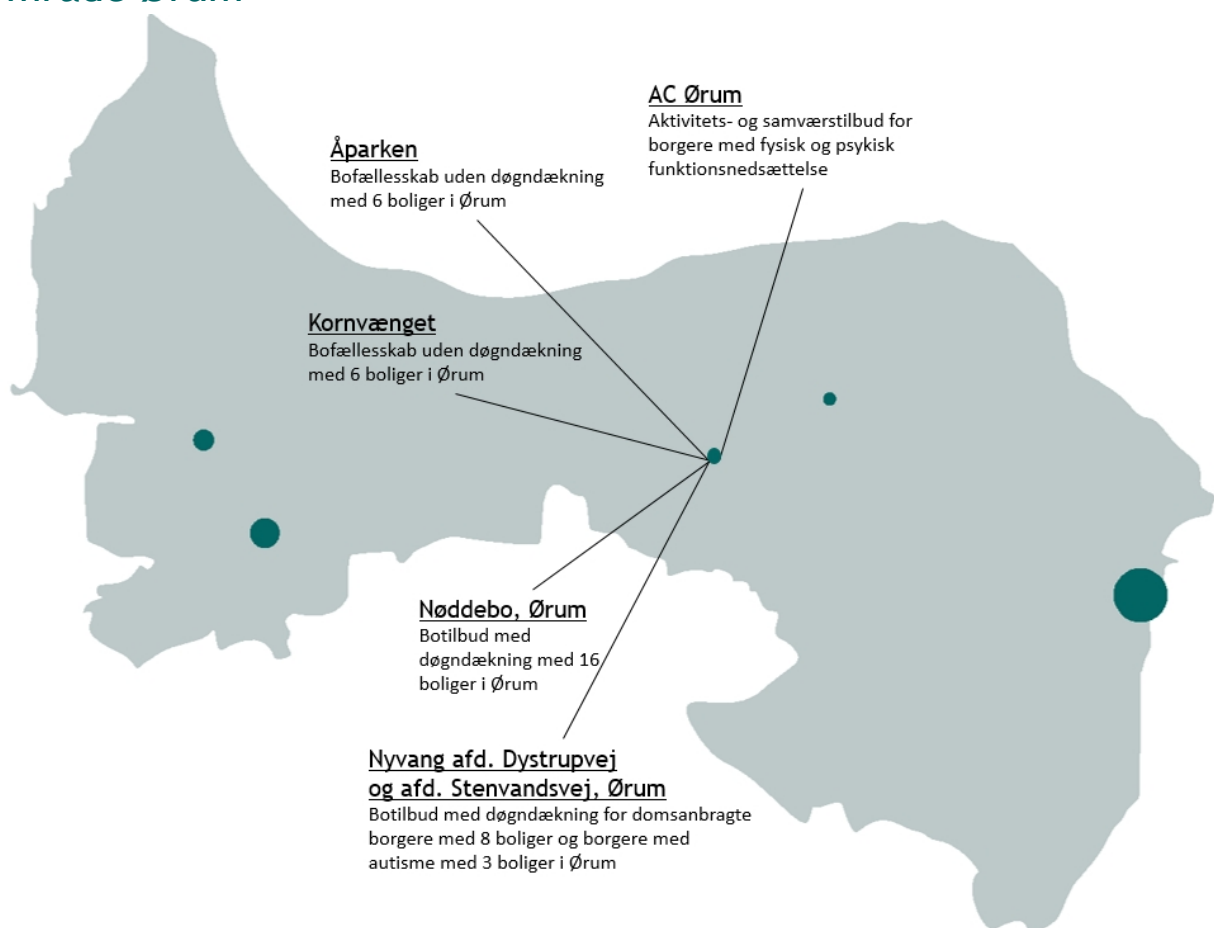 Ørum
AC Ørum
Aktivitets- og samværstilbud for
borgere med fysisk og psykisk
funktionsnedsættelse
Åparken
Bofællesskab uden døgndækning
med 6 boliger i Ørum
Kornvænget
Bofællesskab uden døgndækning
med 6 boliger i Ørum
Nøddebo, Ørum
Botilbud med
døgndækning med 16
boliger i Ørum
Nyvang afd. Dystrupvej
og afd. Stenvandsvej, Ørum
Botilbud med døgndækning for domsanbragte
borgere med 8 boliger og borgere med
autisme med 3 boliger i Ørum